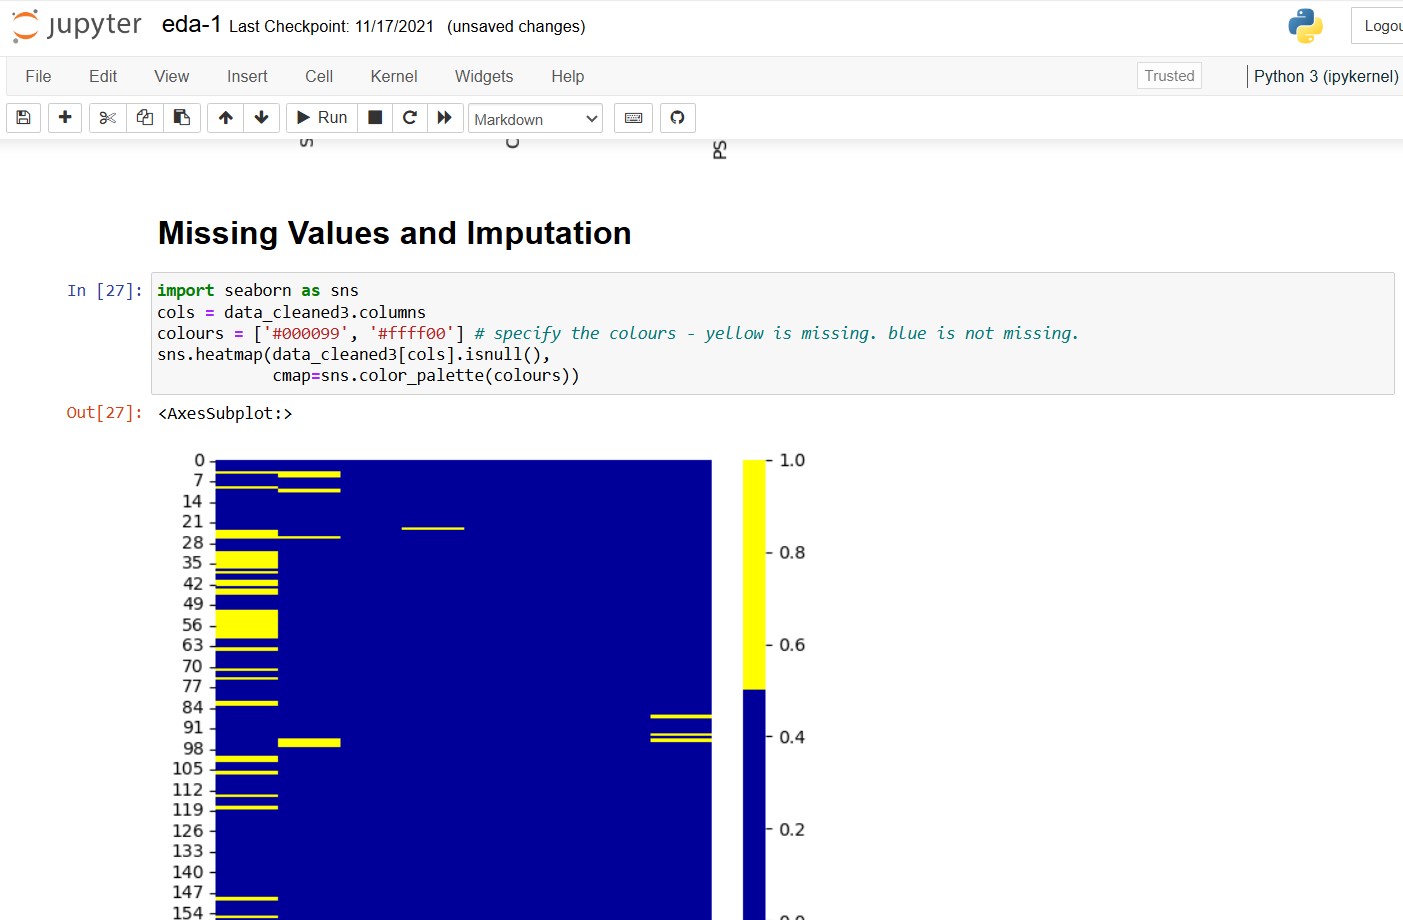 jupyter eda-1 Last Checkpoint: 11/17/2021 (unsaved changes)
File Edit View Insert Cell Kernel Widgets Help Trusted Python 3 (ipykernel)
Run Markdown
PS
Missing Values and Imputation
In [27]: import seaborn as sns
cols = data_cleaned3.columns
colours = ['#000099', '#ffff00'] # specify the colours - yellow is missing. blue is not missing.
sns.heatmap(data_cleaned3[cols].isnull(),
cmap=sns.color_palette(colours))
Out[27]: <AxesSubplot:>
0
7
14
21
28
35
42
49
56
63
70
77
84
91
98
105
112
119
126
133
140
147
154
1.0
0.8
0.6
0.4
0.2